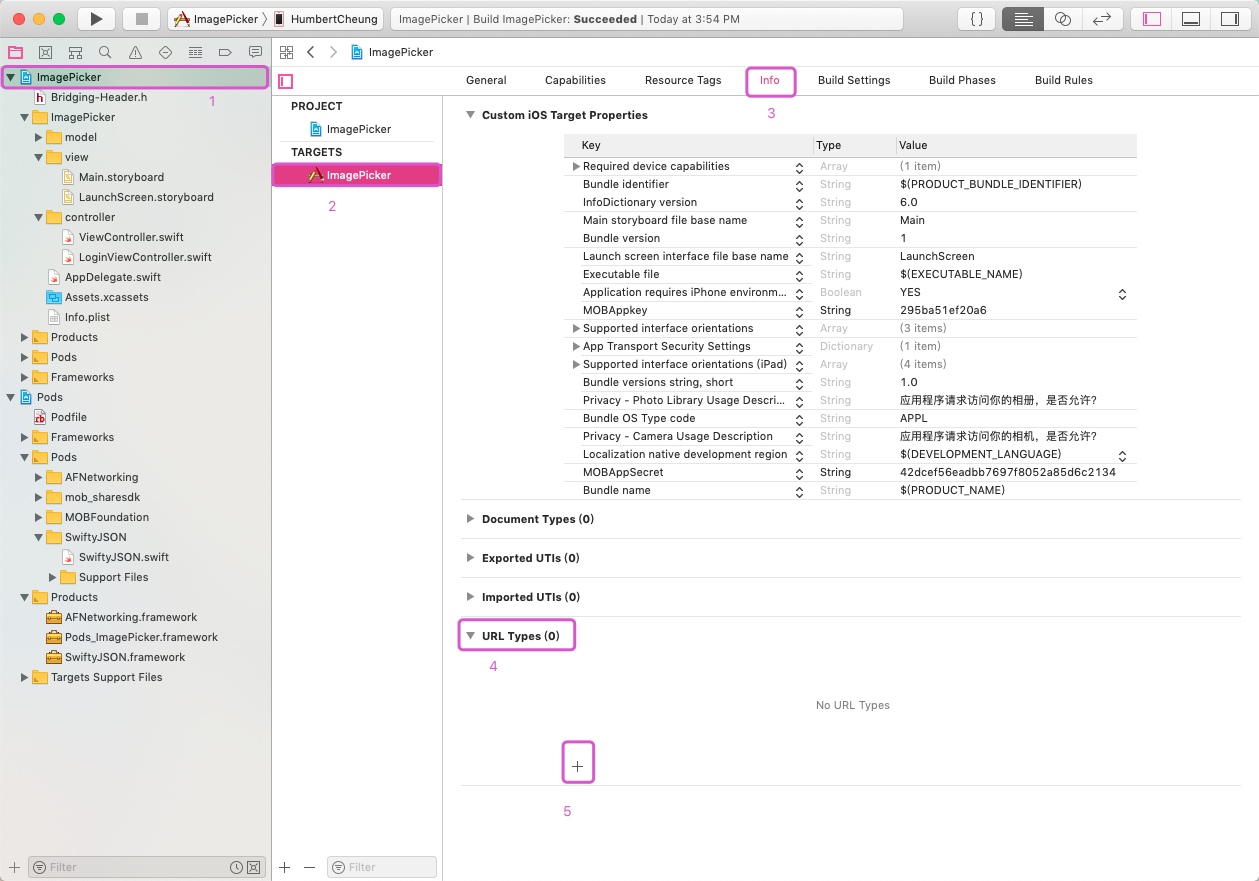 ImagePicker HumbertCheung
ImagePicker | Build ImagePicker: Succeeded | Today at 3:54 PM
{ }
ImagePicker
ImagePicker
1
h Bridging-Header.h
ImagePicker
model
view
Main.storyboard
LaunchScreen.storyboard
controller
ViewController.swift
LoginViewController.swift
AppDelegate.swift
Assets.xcassets
Info.plist
Products
Pods
Frameworks
Pods
rb Podfile
Frameworks
Pods
AFNetworking
mob_sharesdk
MOBFoundation
SwiftyJSON
SwiftyJSON.swift
Support Files
Products
AFNetworking.framework
Pods_ImagePicker.framework
SwiftyJSON.framework
Targets Support Files
+ Filter
PROJECT
ImagePicker
TARGETS
ImagePicker
2
+ − Filter
General Capabilities Resource Tags Info Build Settings Build Phases Build Rules
3
Custom iOS Target Properties
Key Type Value
Required device capabilities Array (1 item)
Bundle identifier String $(PRODUCT_BUNDLE_IDENTIFIER)
InfoDictionary version String 6.0
Main storyboard file base name String Main
Bundle version String 1
Launch screen interface file base name String LaunchScreen
Executable file String $(EXECUTABLE_NAME)
Application requires iPhone environm... Boolean YES
MOBAppkey String 295ba51ef20a6
Supported interface orientations Array (3 items)
App Transport Security Settings Dictionary (1 item)
Supported interface orientations (iPad) Array (4 items)
Bundle versions string, short String 1.0
Privacy - Photo Library Usage Descri... String 应用程序请求访问你的相册，是否允许?
Bundle OS Type code String APPL
Privacy - Camera Usage Description String 应用程序请求访问你的相机，是否允许?
Localization native development region String $(DEVELOPMENT_LANGUAGE)
MOBAppSecret String 42dcef56eadbb7697f8052a85d6c2134
Bundle name String $(PRODUCT_NAME)
Document Types (0)
Exported UTIs (0)
Imported UTIs (0)
URL Types (0)
4
No URL Types
+
5